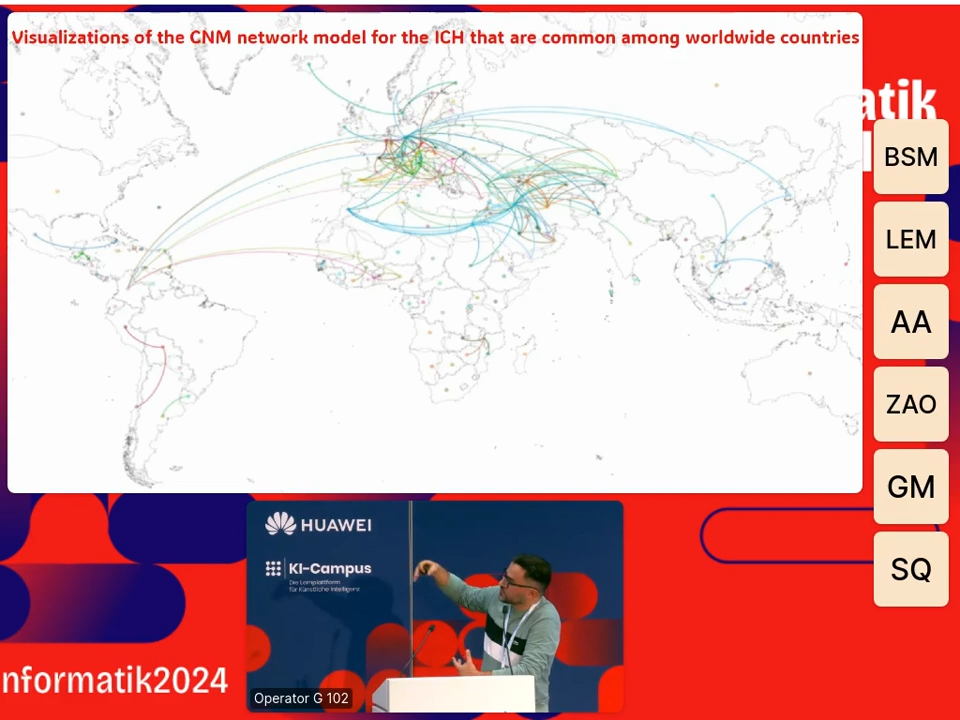 Visualizations of the CNM network model for the ICH that are common among worldwide countries
atik
BSM
LEM
AA
ZAO
GM
SQ
HUAWEI
KI-Campus
Die Lernplattform
für Künstliche Intelligenz
Operator G 102
nformatik2024